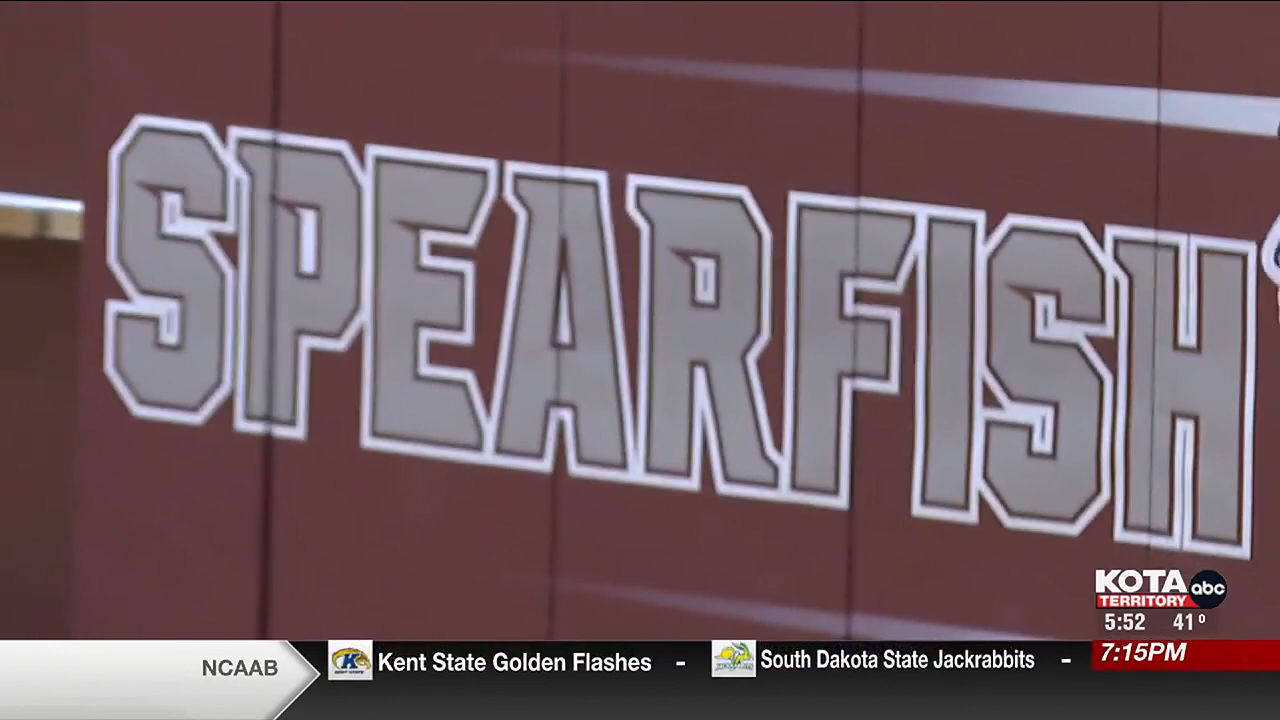 SPEARFISH
KOTA abc
TERRITORY
5:52 41°
NCAAB Kent State Golden Flashes - South Dakota State Jackrabbits - 7:15PM